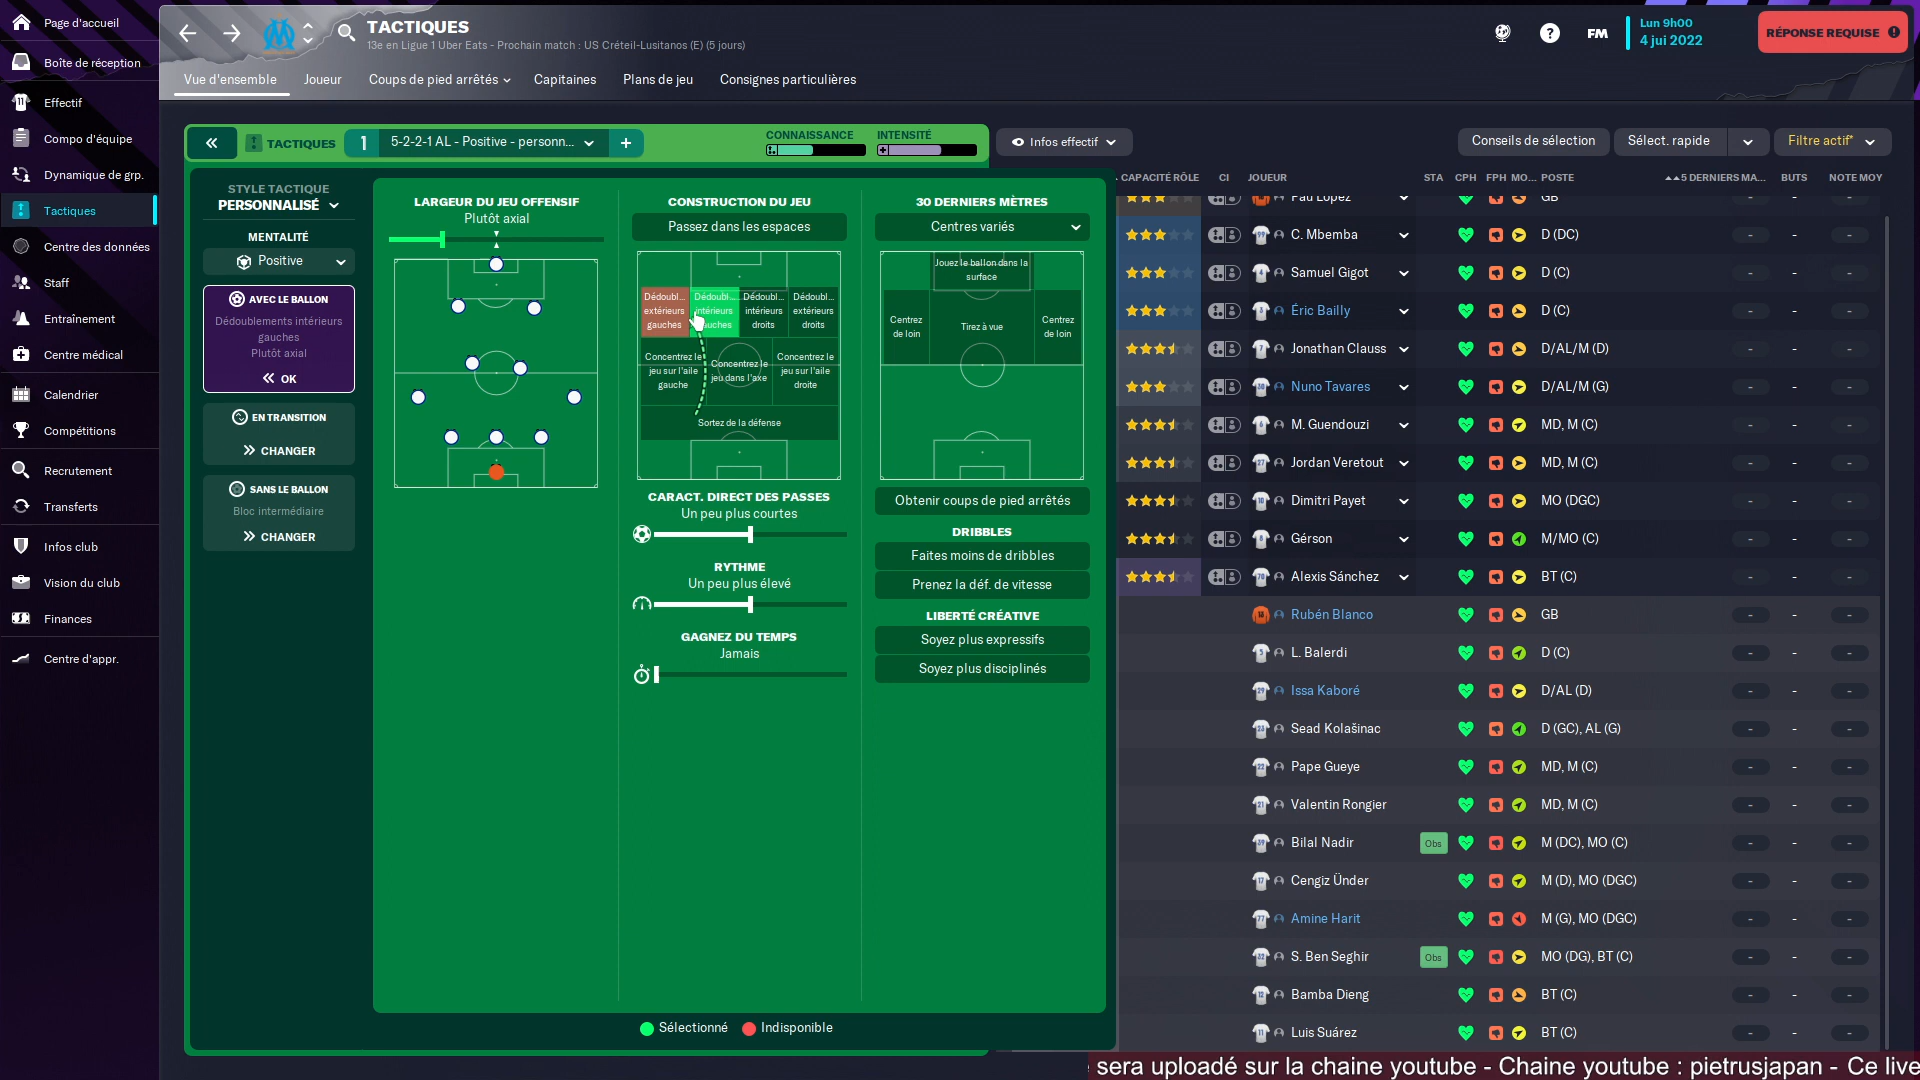 Page d'accueil
Boîte de réception
Effectif
Compo d'équipe
Dynamique de grp.
Tactiques
Centre des données
Staff
Entraînement
Centre médical
Calendrier
Compétitions
Recrutement
Transferts
Infos club
Vision du club
Finances
Centre d'appr.
TACTIQUES
13e en Ligue 1 Uber Eats - Prochain match : US Créteil-Lusitanos (E) (5 jours)
Vue d'ensemble
Joueur
Coups de pied arrêtés
Capitaines
Plans de jeu
Consignes particulières
FM
Lun 9h00
4 jui 2022
RÉPONSE REQUISE
TACTIQUES
1
5-2-2-1 AL - Positive - personn...
CONNAISSANCE
INTENSITÉ
Infos effectif
Conseils de sélection
Sélect. rapide
Filtre actif*
STYLE TACTIQUE
PERSONNALISÉ
MENTALITÉ
Positive
AVEC LE BALLON
Dédoublements intérieurs
gauches
Plutôt axial
OK
EN TRANSITION
CHANGER
SANS LE BALLON
Bloc intermédiaire
CHANGER
LARGEUR DU JEU OFFENSIF
Plutôt axial
CONSTRUCTION DU JEU
Passez dans les espaces
Dédoubl... extérieurs gauches
Dédoubl... intérieurs gauches
Dédoubl... intérieurs droits
Dédoubl... extérieurs droits
Concentrez le jeu sur l'aile gauche
Concentrez le jeu dans l'axe
Concentrez le jeu sur l'aile droite
Sortez de la défense
CARACT. DIRECT DES PASSES
Un peu plus courtes
RYTHME
Un peu plus élevé
GAGNEZ DU TEMPS
Jamais
30 DERNIERS MÈTRES
Centres variés
Jouez le ballon dans la surface
Centrez de loin
Tirez à vue
Centrez de loin
Obtenir coups de pied arrêtés
DRIBBLES
Faites moins de dribbles
Prenez la déf. de vitesse
LIBERTÉ CRÉATIVE
Soyez plus expressifs
Soyez plus disciplinés
Sélectionné
Indisponible
CAPACITÉ RÔLE CI JOUEUR STA CPH FPH MO... POSTE 5 DERNIERS MA... BUTS NOTE MOY
Pau López GB
C. Mbemba D (DC) - - -
Samuel Gigot D (C) - - -
Éric Bailly D (C) - - -
Jonathan Clauss D/AL/M (D) - - -
Nuno Tavares D/AL/M (G) - - -
M. Guendouzi MD, M (C) - - -
Jordan Veretout MD, M (C) - - -
Dimitri Payet MO (DGC) - - -
Gérson M/MO (C) - - -
Alexis Sánchez BT (C) - - -
Rubén Blanco GB - - -
L. Balerdi D (C) - - -
Issa Kaboré D/AL (D) - - -
Sead Kolašinac D (GC), AL (G) - - -
Pape Gueye MD, M (C) - - -
Valentin Rongier MD, M (C) - - -
Bilal Nadir Obs M (DC), MO (C) - - -
Cengiz Ünder M (D), MO (DGC) - - -
Amine Harit M (G), MO (DGC) - - -
S. Ben Seghir Obs MO (DG), BT (C) - - -
Bamba Dieng BT (C) - - -
Luis Suárez BT (C) - - -
sera uploadé sur la chaine youtube - Chaine youtube : pietrusjapan - Ce live